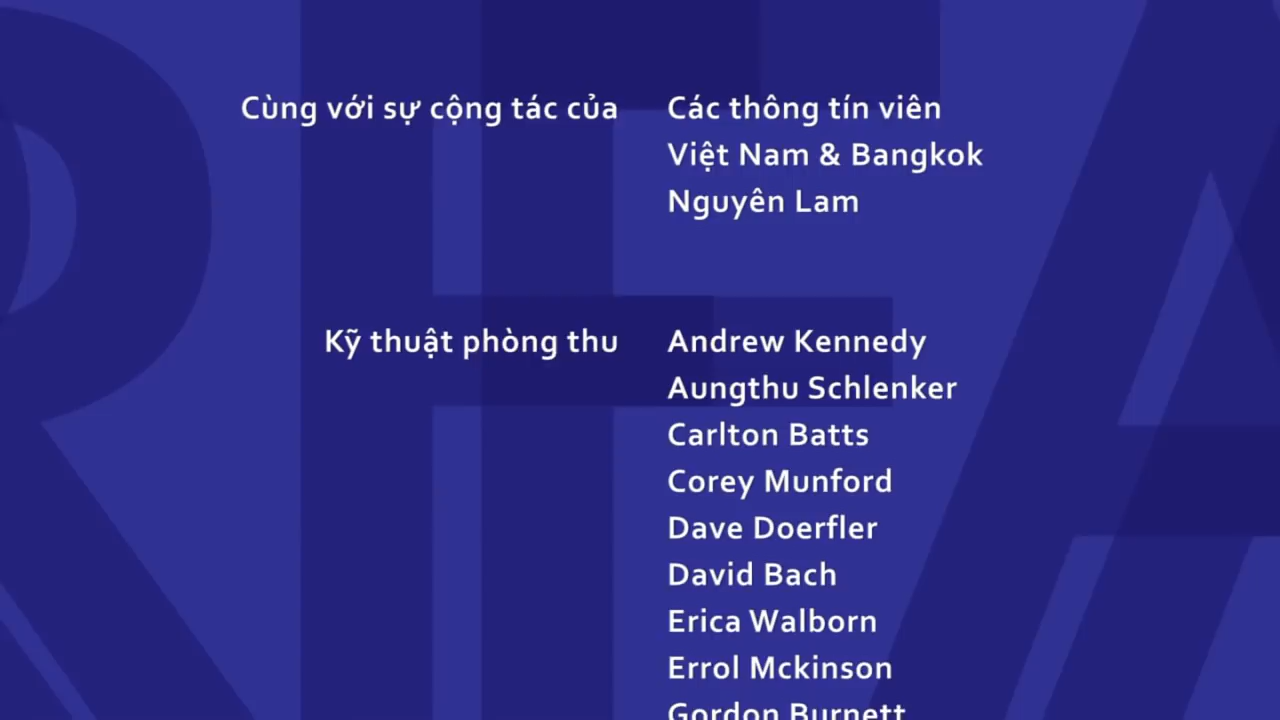 Cùng với sự cộng tác của Các thông tín viên
Việt Nam & Bangkok
Nguyên Lam
Kỹ thuật phòng thu Andrew Kennedy
Aungthu Schlenker
Carlton Batts
Corey Munford
Dave Doerfler
David Bach
Erica Walborn
Errol Mckinson
Gordon Burnett